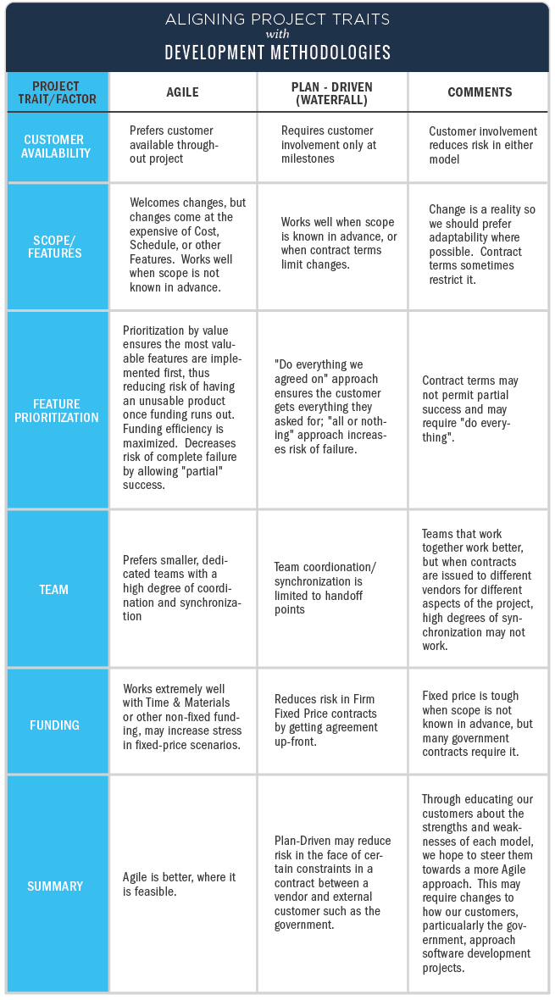 ALIGNING PROJECT TRAITS
with
DEVELOPMENT METHODOLOGIES
PROJECT
TRAIT/FACTOR
AGILE
PLAN - DRIVEN
(WATERFALL)
COMMENTS
CUSTOMER
AVAILABILITY
Prefers customer
available through-
out project
Requires customer
involvement only at
milestones
Customer involvement
reduces risk in either
model
SCOPE/
FEATURES
Welcomes changes, but
changes come at the
expensive of Cost,
Schedule, or other
Features.  Works well
when scope is not
known in advance.
Works well when scope
is known in advance, or
when contract terms
limit changes.
Change is a reality so
we should prefer
adaptability where
possible.  Contract
terms sometimes
restrict it.
FEATURE
PRIORITIZATION
Prioritization by value
ensures the most valu-
able features are imple-
mented first, thus
reducing risk of having
an unusable product
once funding runs out.
Funding efficiency is
maximized.  Decreases
risk of complete failure
by allowing "partial"
success.
"Do everything we
agreed on" approach
ensures the customer
gets everything they
asked for; "all or noth-
ing" approach increas-
es risk of failure.
Contract terms may
not permit partial
success and may
require "do every-
thing".
TEAM
Prefers smaller, dedi-
cated teams with a
high degree of coordi-
nation and synchroniza-
tion
Team coordionation/
synchronization is
limited to handoff
points
Teams that work
together work better,
but when contracts
are issued to different
vendors for different
aspects of the project,
high degrees of syn-
chronization may not
work.
FUNDING
Works extremely well
with Time & Materials
or other non-fixed fund-
ing, may increase stress
in fixed-price scenarios.
Reduces risk in Firm
Fixed Price contracts
by getting agreement
up-front.
Fixed price is tough
when scope is not
known in advance, but
many government
contracts require it.
SUMMARY
Agile is better, where it
is feasible.
Plan-Driven may reduce
risk in the face of cer-
tain constraints in a
contract between a
vendor and external
customer such as the
government.
Through educating our
customers about the
strengths and weak-
nesses of each model,
we hope to steer them
towards a more Agile
approach.  This may
require changes to
how our customers,
particualarly the gov-
ernment, approach
software development
projects.